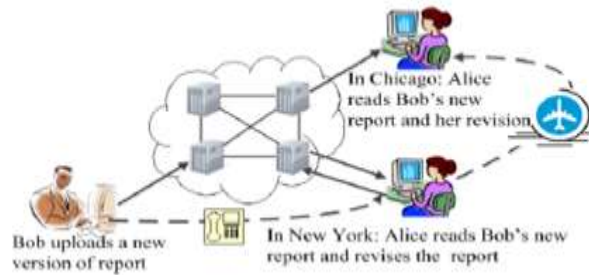 In Chicago: Alice
reads Bob's new
report and her revision
Bob uploads a new
version of report
In New York: Alice reads Bob's new
report and revises the report